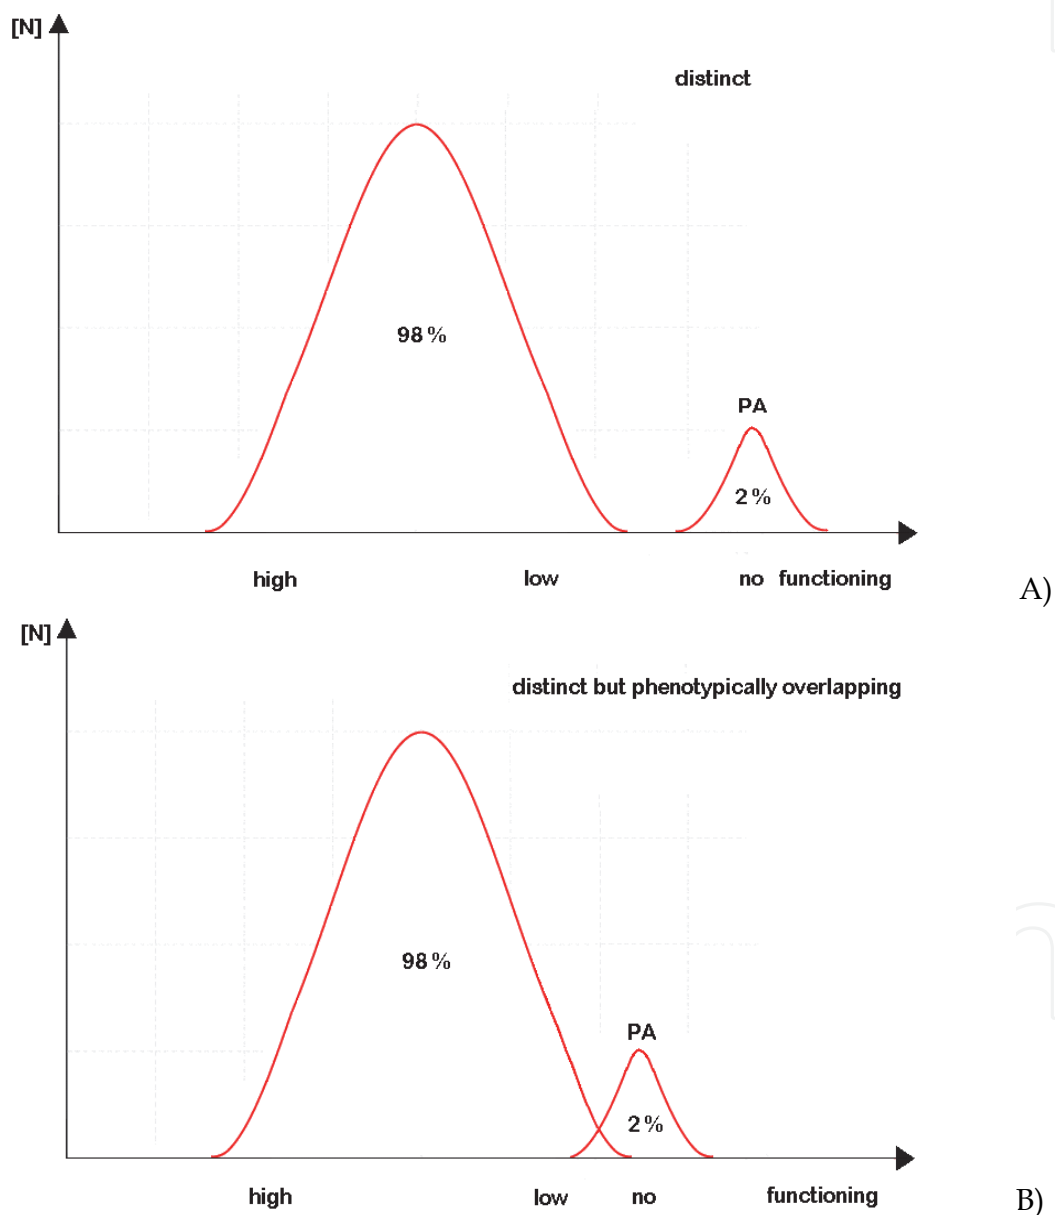 [N]
distinct
98%
PA
2%
high low no functioning
A)
[N]
distinct but phenotypically overlapping
98%
PA
2%
high low no functioning
B)